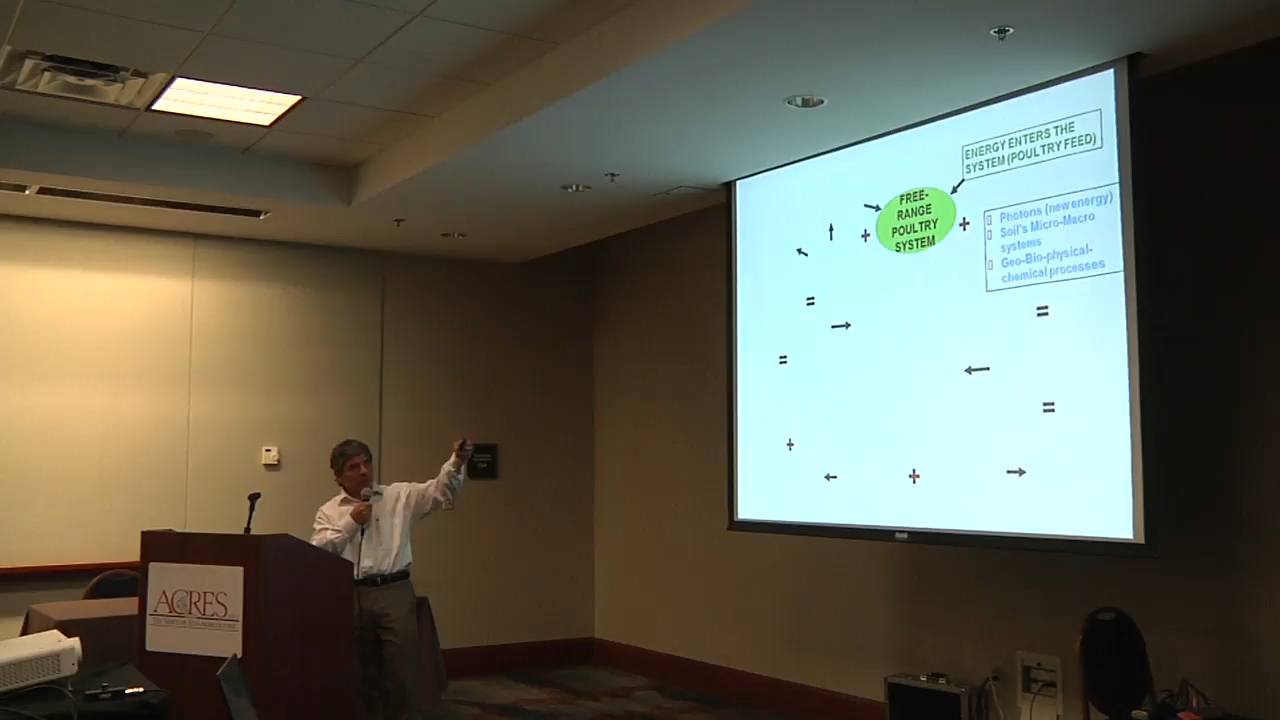 ENERGY ENTERS THE
SYSTEM (POULTRY FEED)
FREE-
RANGE
POULTRY
SYSTEM
Photons (new energy)
Soil's Micro-Macro
systems
Geo-Bio-physical-
chemical processes
+
+
=
=
=
=
+
+
ACRES